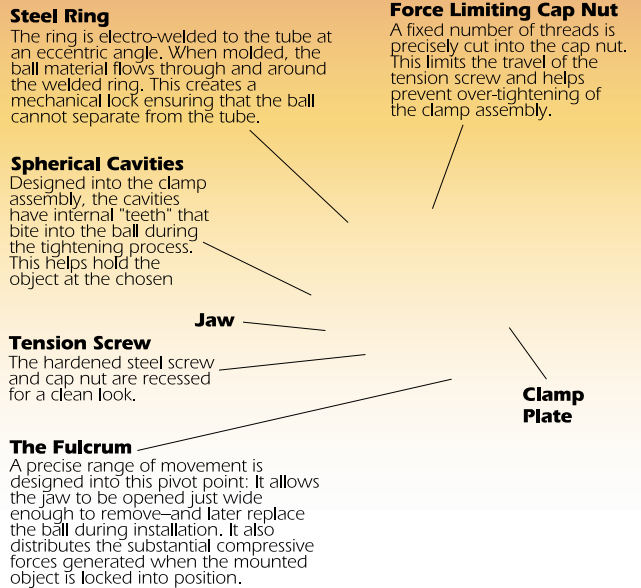 Steel Ring
The ring is electro-welded to the tube at
an eccentric angle. When molded, the
ball material flows through and around
the welded ring. This creates a
mechanical lock ensuring that the ball
cannot separate from the tube.
Force Limiting Cap Nut
A fixed number of threads is
precisely cut into the cap nut.
This limits the travel of the
tension screw and helps
prevent over-tightening of
the clamp assembly.
Spherical Cavities
Designed into the clamp
assembly, the cavities
have internal "teeth" that
bite into the ball during
the tightening process.
This helps hold the
object at the chosen
Jaw
Tension Screw
The hardened steel screw
and cap nut are recessed
for a clean look.
Clamp
Plate
The Fulcrum
A precise range of movement is
designed into this pivot point: It allows
the jaw to be opened just wide
enough to remove–and later replace
the ball during installation. It also
distributes the substantial compressive
forces generated when the mounted
object is locked into position.